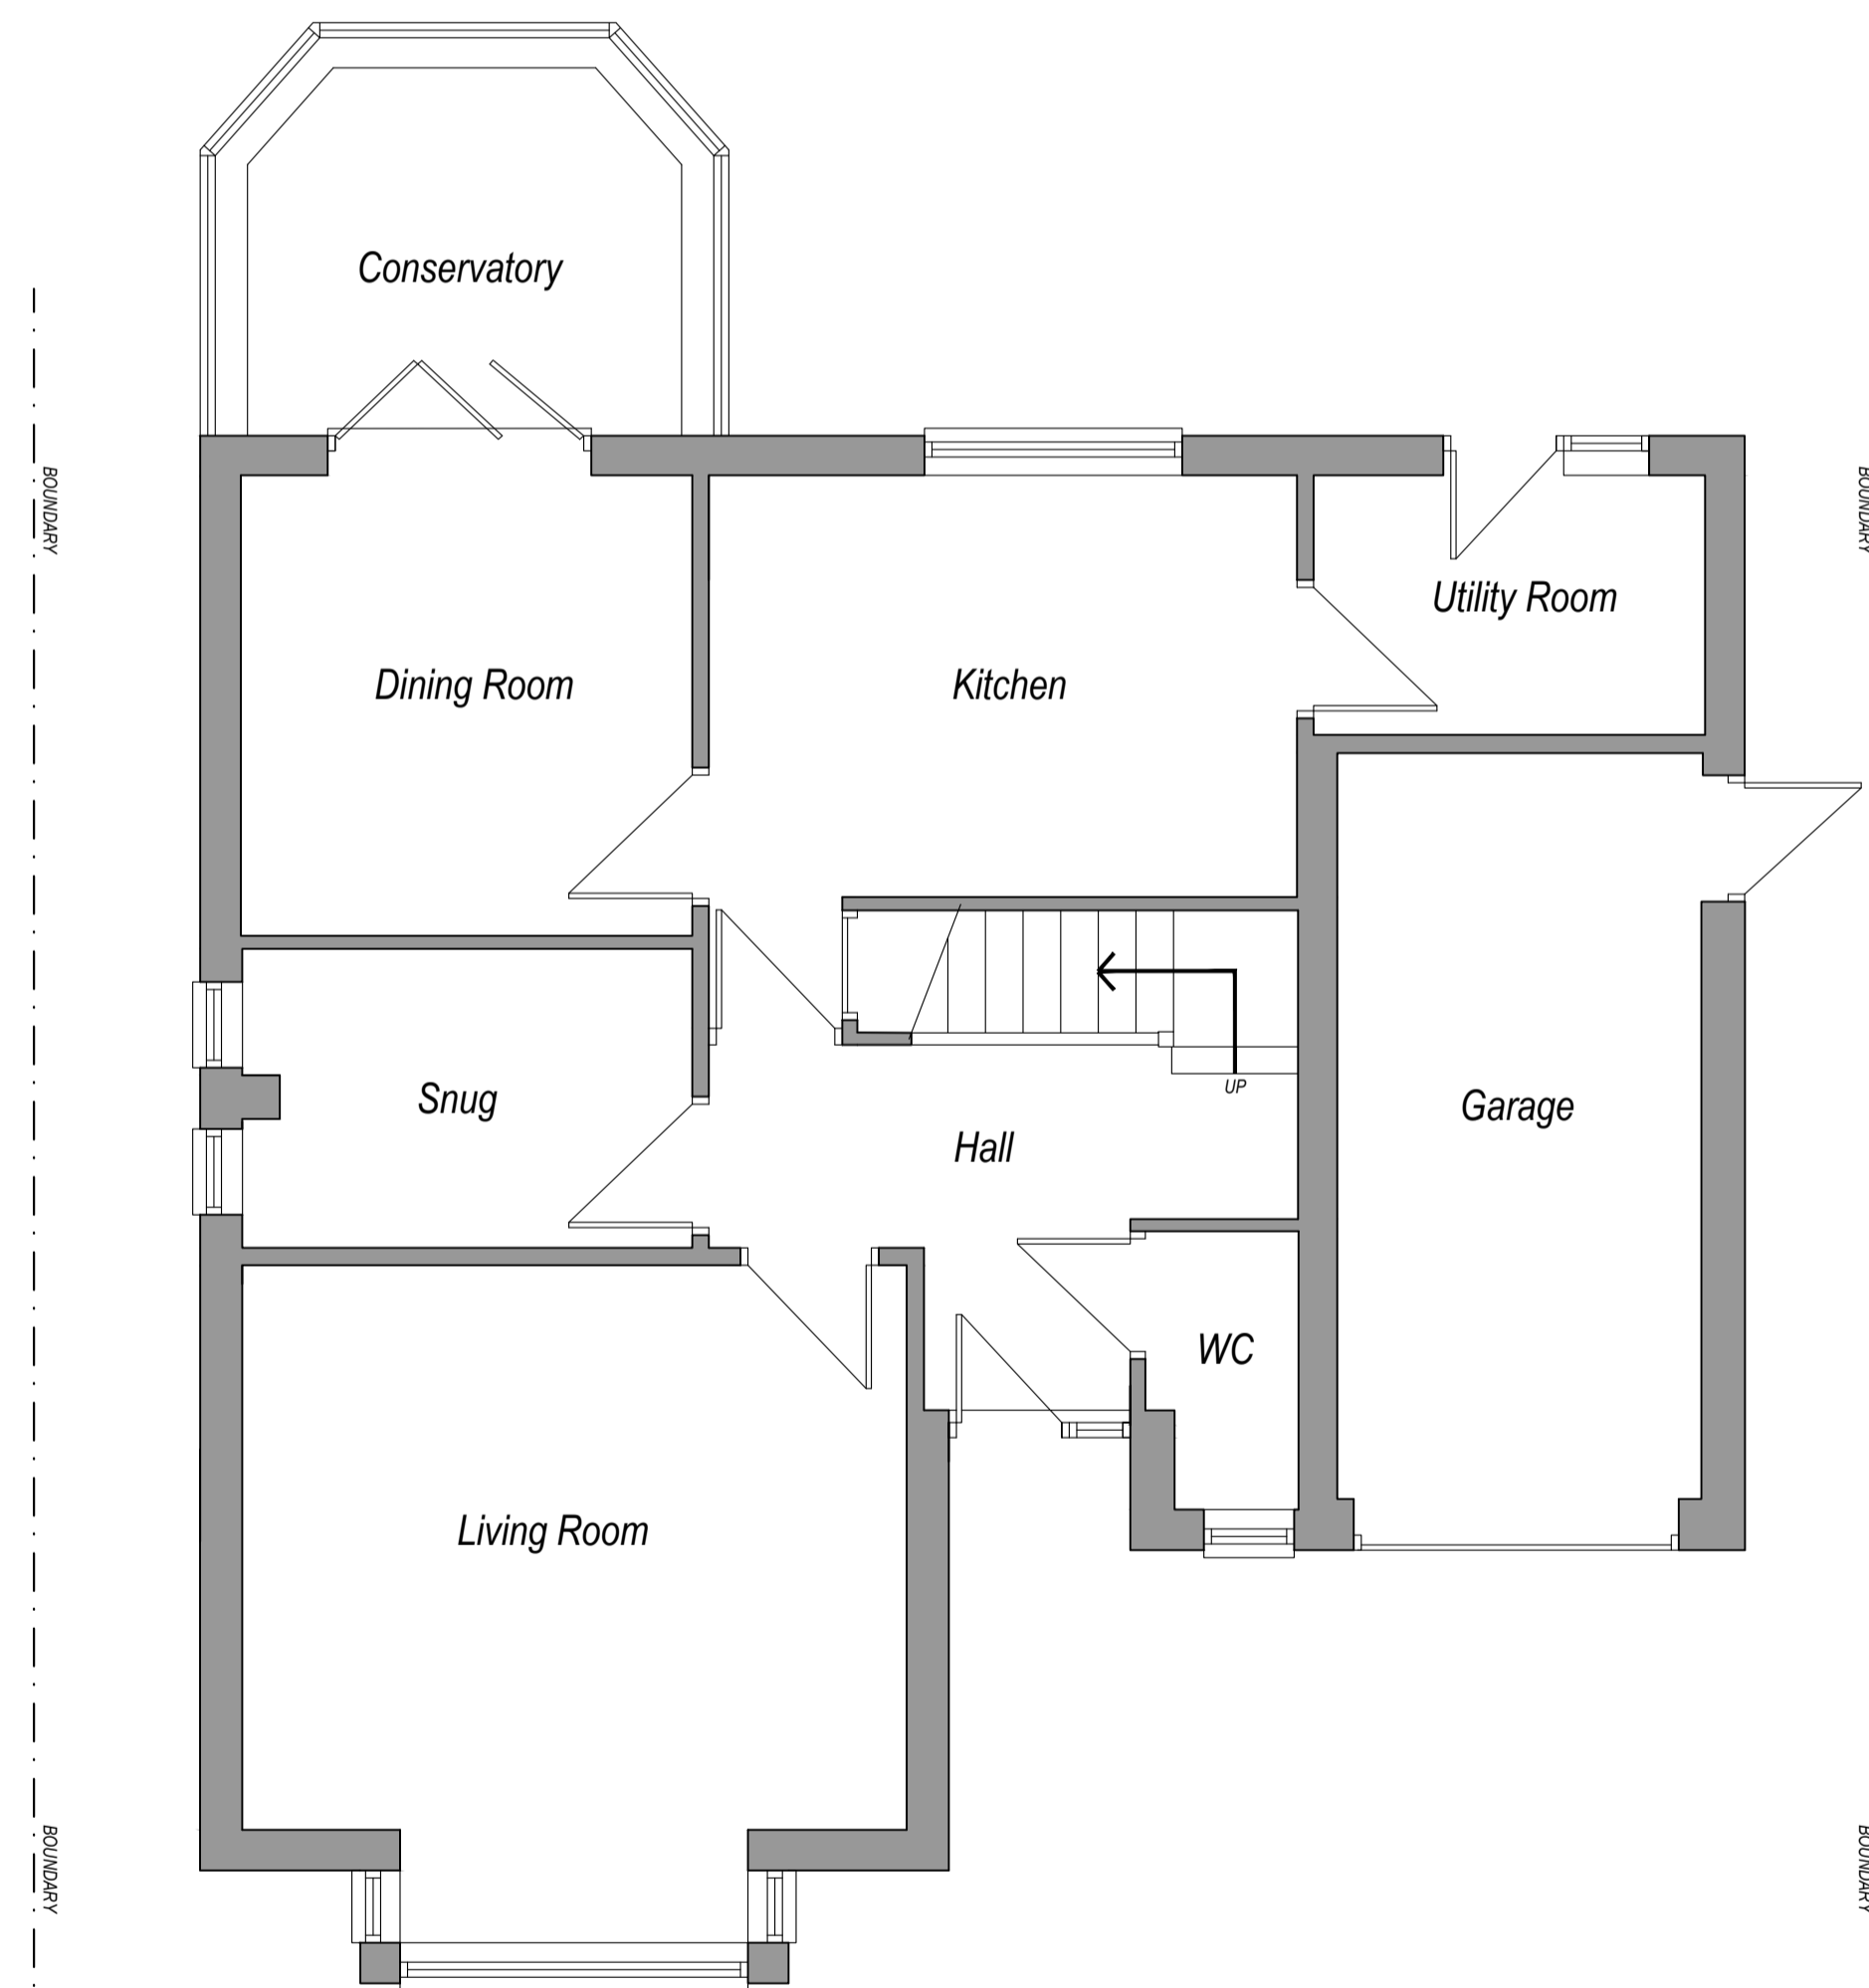 Conservatory
BOUNDARY
BOUNDARY
Utility Room
Dining Room
Kitchen
UP
Snug
Garage
Hall
WC
Living Room
BOUNDARY
BOUNDARY